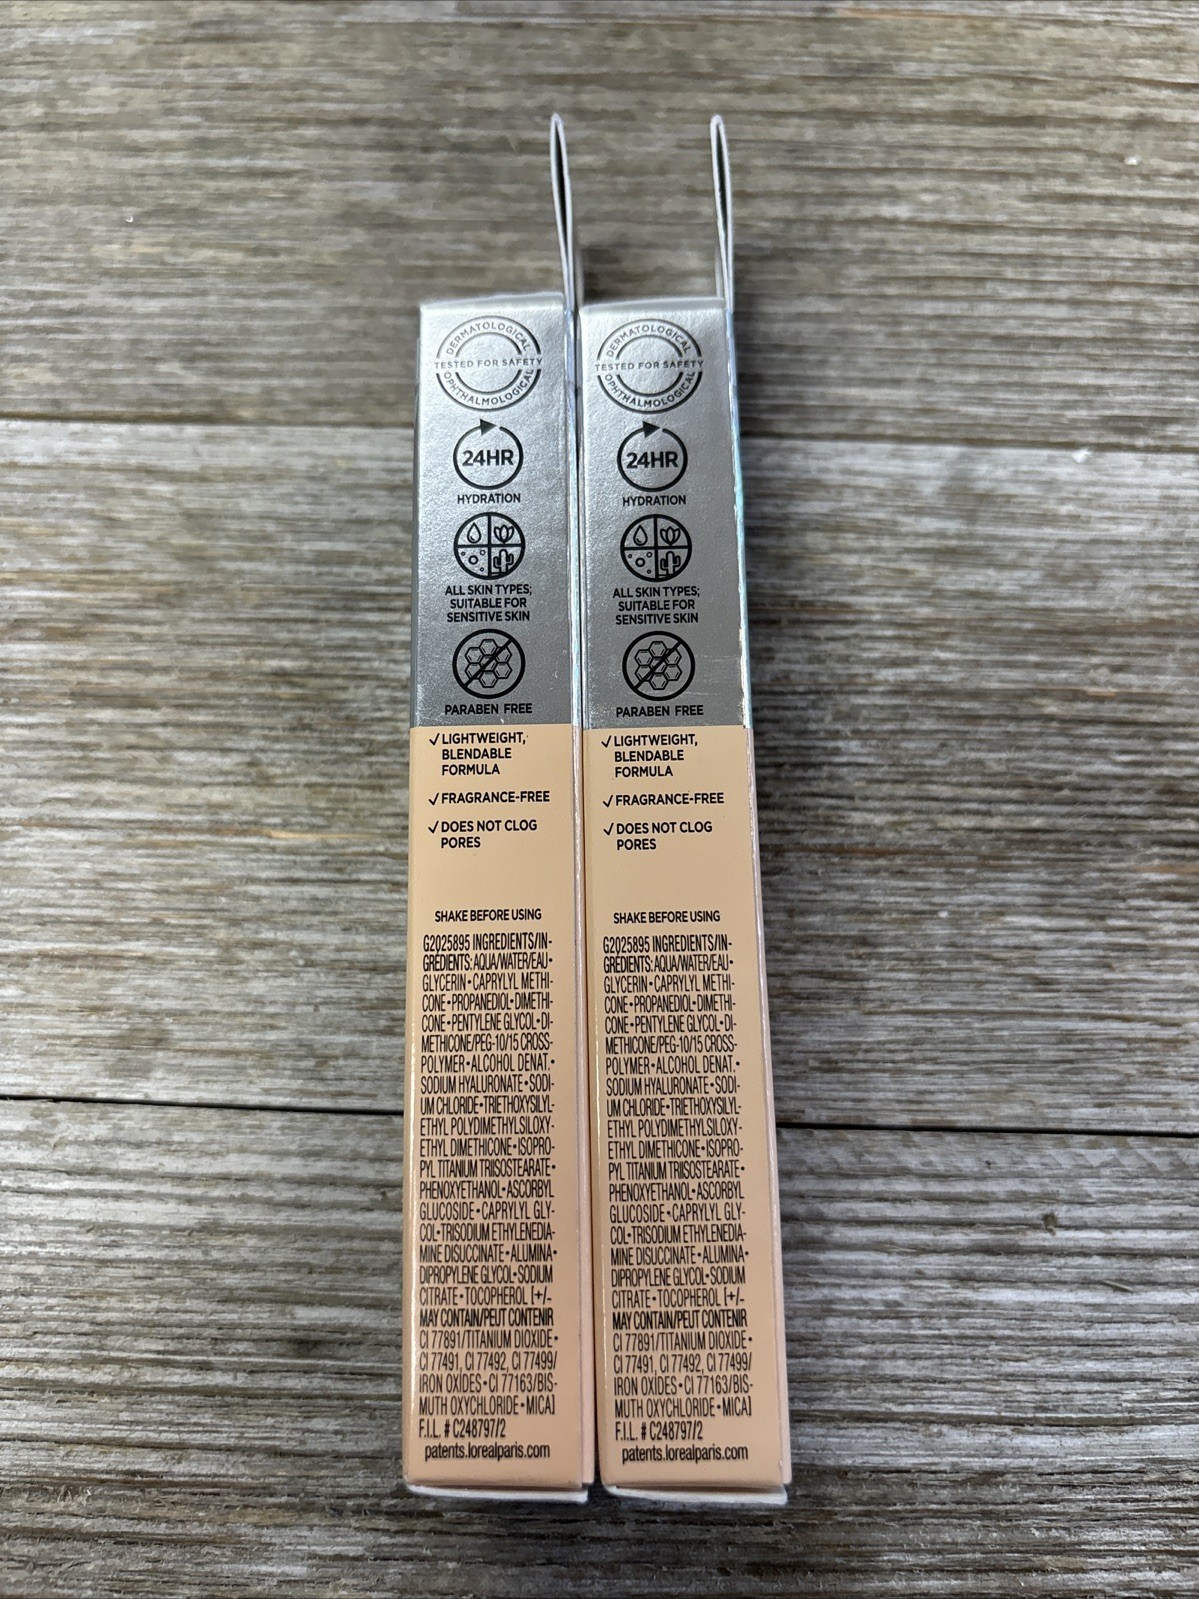 DERMATOLOGICAL
TESTED FOR SAFETY
OPHTHALMOLOGICAL
24HR
HYDRATION
ALL SKIN TYPES;
SUITABLE FOR
SENSITIVE SKIN
PARABEN FREE
✓ LIGHTWEIGHT,
BLENDABLE
FORMULA
✓ FRAGRANCE-FREE
✓ DOES NOT CLOG
PORES
SHAKE BEFORE USING
G2025895 INGREDIENTS/IN-
GRÉDIENTS: AQUA/WATER/EAU•
GLYCERIN•CAPRYLYL METHI-
CONE•PROPANEDIOL•DIMETHI-
CONE•PENTYLENE GLYCOL•DI-
METHICONE/PEG-10/15 CROSS-
POLYMER•ALCOHOL DENAT.•
SODIUM HYALURONATE•SODI-
UM CHLORIDE•TRIETHOXYSILYL-
ETHYL POLYDIMETHYLSILOXY-
ETHYL DIMETHICONE•ISOPRO-
PYL TITANIUM TRIISOSTEARATE•
PHENOXYETHANOL•ASCORBYL
GLUCOSIDE•CAPRYLYL GLY-
COL•TRISODIUM ETHYLENEDIA-
MINE DISUCCINATE•ALUMINA•
DIPROPYLENE GLYCOL•SODIUM
CITRATE•TOCOPHEROL [+/-
MAY CONTAIN/PEUT CONTENIR
CI 77891/TITANIUM DIOXIDE•
CI 77491, CI 77492, CI 77499/
IRON OXIDES•CI 77163/BIS-
MUTH OXYCHLORIDE•MICA]
F.I.L. # C248797/2
patents.lorealparis.com
DERMATOLOGICAL
TESTED FOR SAFETY
OPHTHALMOLOGICAL
24HR
HYDRATION
ALL SKIN TYPES;
SUITABLE FOR
SENSITIVE SKIN
PARABEN FREE
✓ LIGHTWEIGHT,
BLENDABLE
FORMULA
✓ FRAGRANCE-FREE
✓ DOES NOT CLOG
PORES
SHAKE BEFORE USING
G2025895 INGREDIENTS/IN-
GRÉDIENTS: AQUA/WATER/EAU•
GLYCERIN•CAPRYLYL METHI-
CONE•PROPANEDIOL•DIMETHI-
CONE•PENTYLENE GLYCOL•DI-
METHICONE/PEG-10/15 CROSS-
POLYMER•ALCOHOL DENAT.•
SODIUM HYALURONATE•SODI-
UM CHLORIDE•TRIETHOXYSILYL-
ETHYL POLYDIMETHYLSILOXY-
ETHYL DIMETHICONE•ISOPRO-
PYL TITANIUM TRIISOSTEARATE•
PHENOXYETHANOL•ASCORBYL
GLUCOSIDE•CAPRYLYL GLY-
COL•TRISODIUM ETHYLENEDIA-
MINE DISUCCINATE•ALUMINA•
DIPROPYLENE GLYCOL•SODIUM
CITRATE•TOCOPHEROL [+/-
MAY CONTAIN/PEUT CONTENIR
CI 77891/TITANIUM DIOXIDE•
CI 77491, CI 77492, CI 77499/
IRON OXIDES•CI 77163/BIS-
MUTH OXYCHLORIDE•MICA]
F.I.L. # C248797/2
patents.lorealparis.com